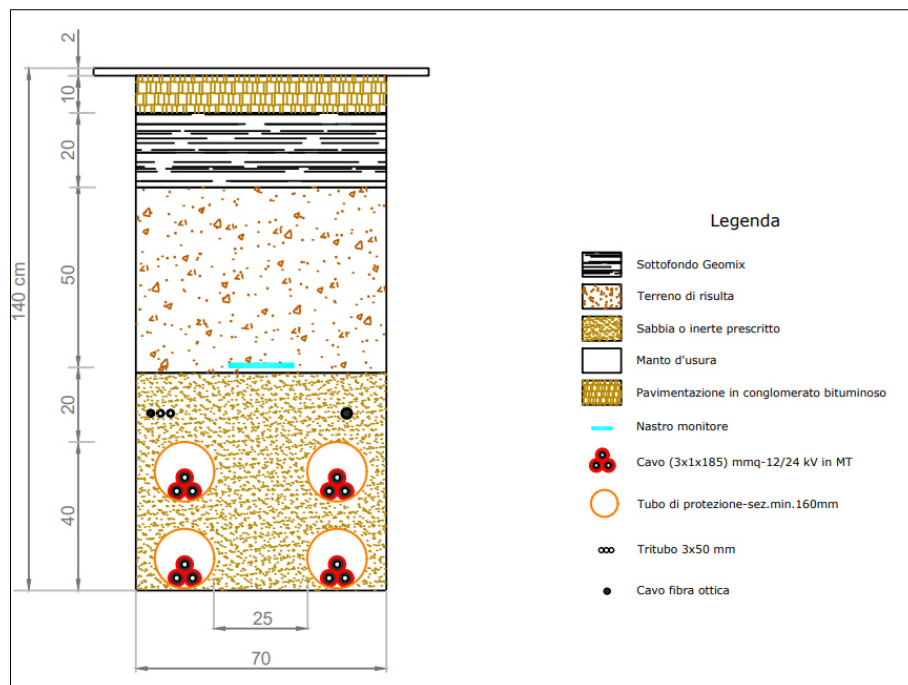 2
10
20
50
140 cm
20
40
25
70
Legenda
Sottofondo Geomix
Terreno di risulta
Sabbia o inerte prescritto
Manto d'usura
Pavimentazione in conglomerato bituminoso
Nastro monitore
Cavo (3x1x185) mmq-12/24 kV in MT
Tubo di protezione-sez.min.160mm
Tritubo 3x50 mm
Cavo fibra ottica